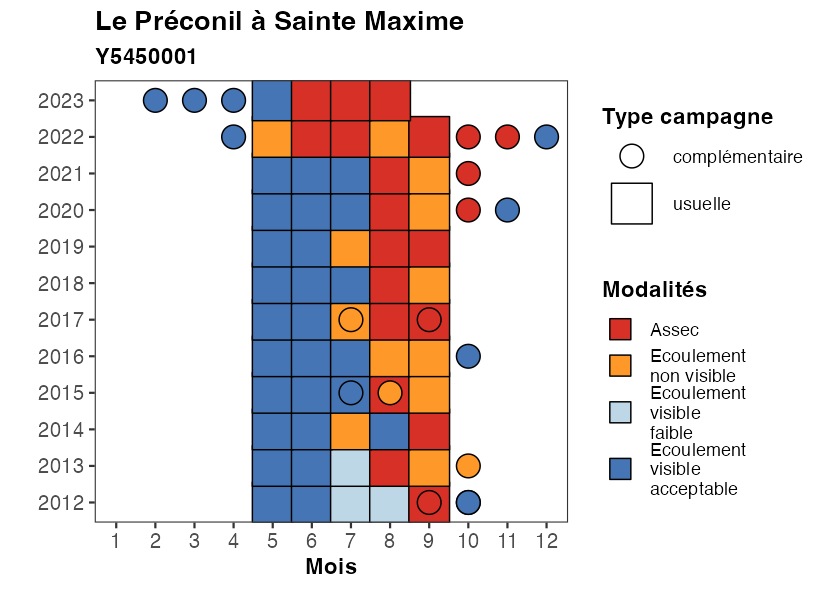 Le Préconil à Sainte Maxime
Y5450001
2023
2022
2021
2020
2019
2018
2017
2016
2015
2014
2013
2012
1 2 3 4 5 6 7 8 9 10 11 12
Mois
Type campagne
complémentaire
usuelle
Modalités
Assec
Ecoulement
non visible
Ecoulement
visible
faible
Ecoulement
visible
acceptable